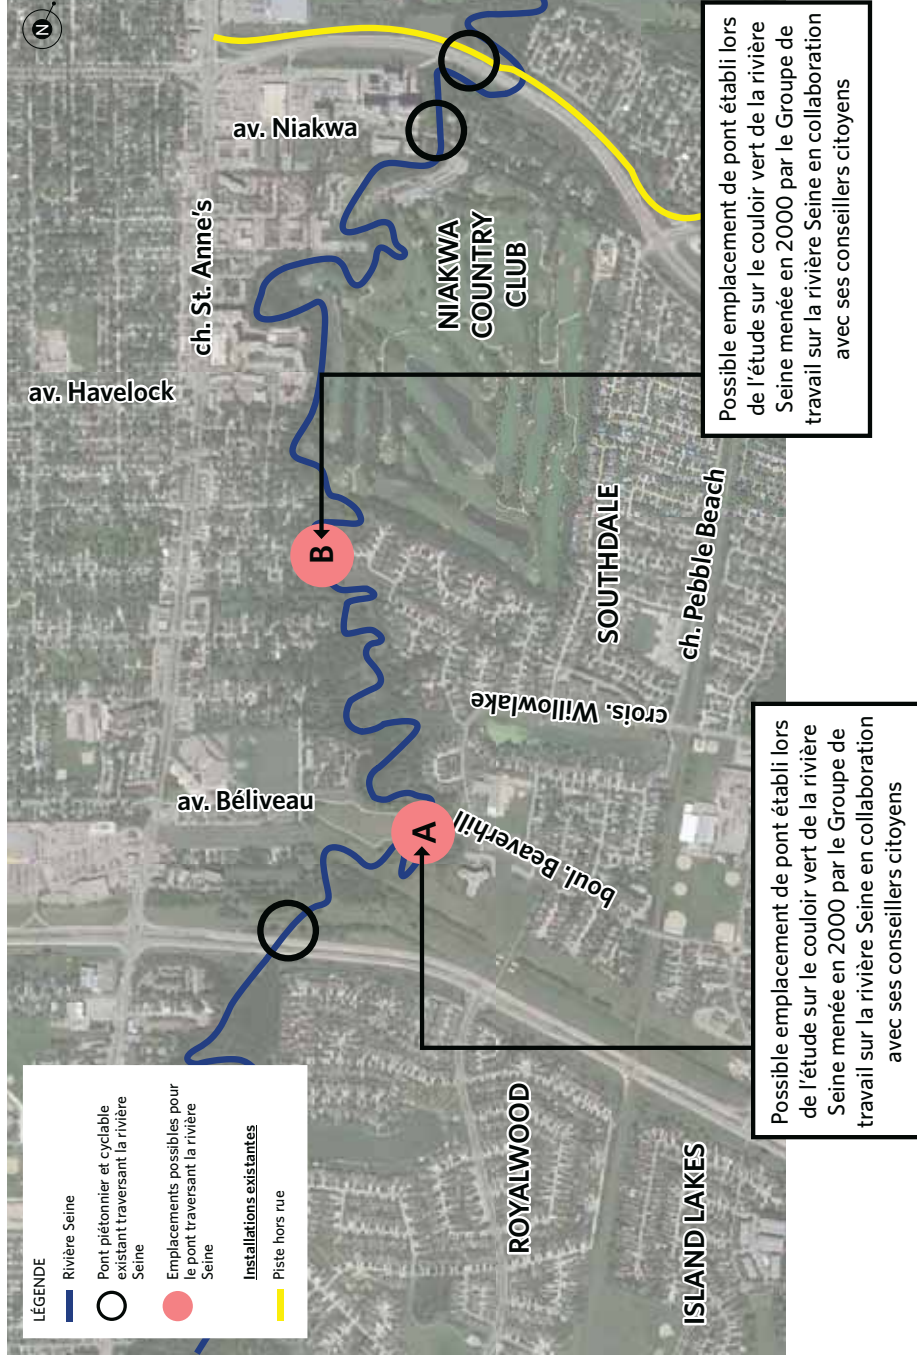 N
av. Niakwa
ch. St. Anne's
av. Havelock
NIAKWA
COUNTRY
CLUB
B
SOUTHDALE
ch. Pebble Beach
crois. Willowlake
av. Béliveau
A
boul. Beaverhill
ROYALWOOD
ISLAND LAKES
Possible emplacement de pont établi lors
de l'étude sur le couloir vert de la rivière
Seine menée en 2000 par le Groupe de
travail sur la rivière Seine en collaboration
avec ses conseillers citoyens
Possible emplacement de pont établi lors
de l'étude sur le couloir vert de la rivière
Seine menée en 2000 par le Groupe de
travail sur la rivière Seine en collaboration
avec ses conseillers citoyens
LÉGENDE
Rivière Seine
Pont piétonnier et cyclable
existant traversant la rivière
Seine
Emplacements possibles pour
le pont traversant la rivière
Seine
Installations existantes
Piste hors rue